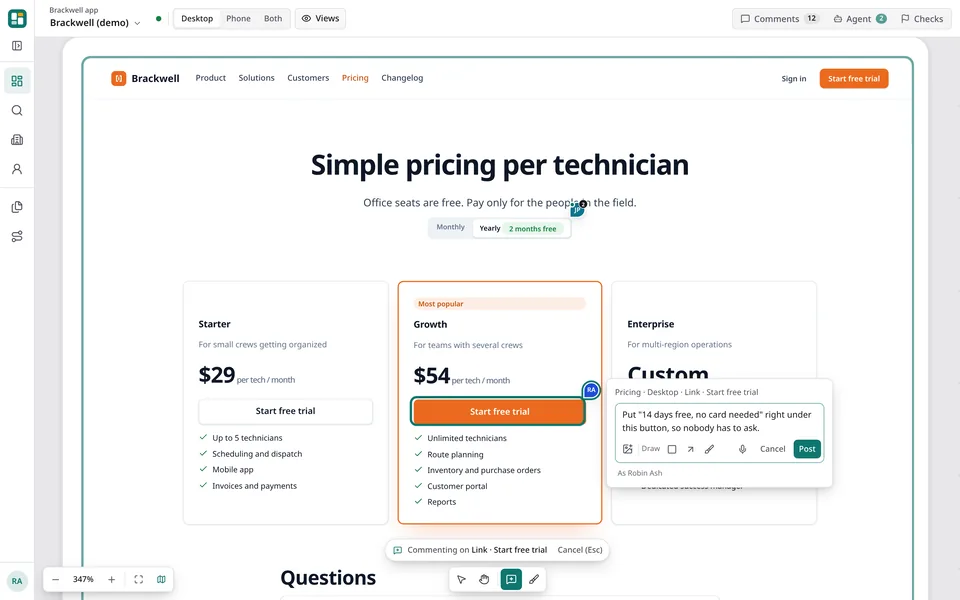 Brackwell app
Brackwell (demo)
Desktop Phone Both
Views
Comments 12
Agent 2
Checks
Brackwell
Product Solutions Customers Pricing Changelog
Sign in
Start free trial
Simple pricing per technician
Office seats are free. Pay only for the people in the field.
JP 2
Monthly Yearly 2 months free
Starter
For small crews getting organized
$29 per tech / month
Start free trial
Up to 5 technicians
Scheduling and dispatch
Mobile app
Invoices and payments
Most popular
Growth
For teams with several crews
$54 per tech / month
Start free trial
RA
Unlimited technicians
Route planning
Inventory and purchase orders
Customer portal
Reports
Enterprise
For multi-region operations
Custom
Pricing · Desktop · Link · Start free trial
Put "14 days free, no card needed" right under
this button, so nobody has to ask.
Draw
Cancel
Post
As Robin Ash
Dedicated success manager
Commenting on Link · Start free trial Cancel (Esc)
Questions
RA
347%